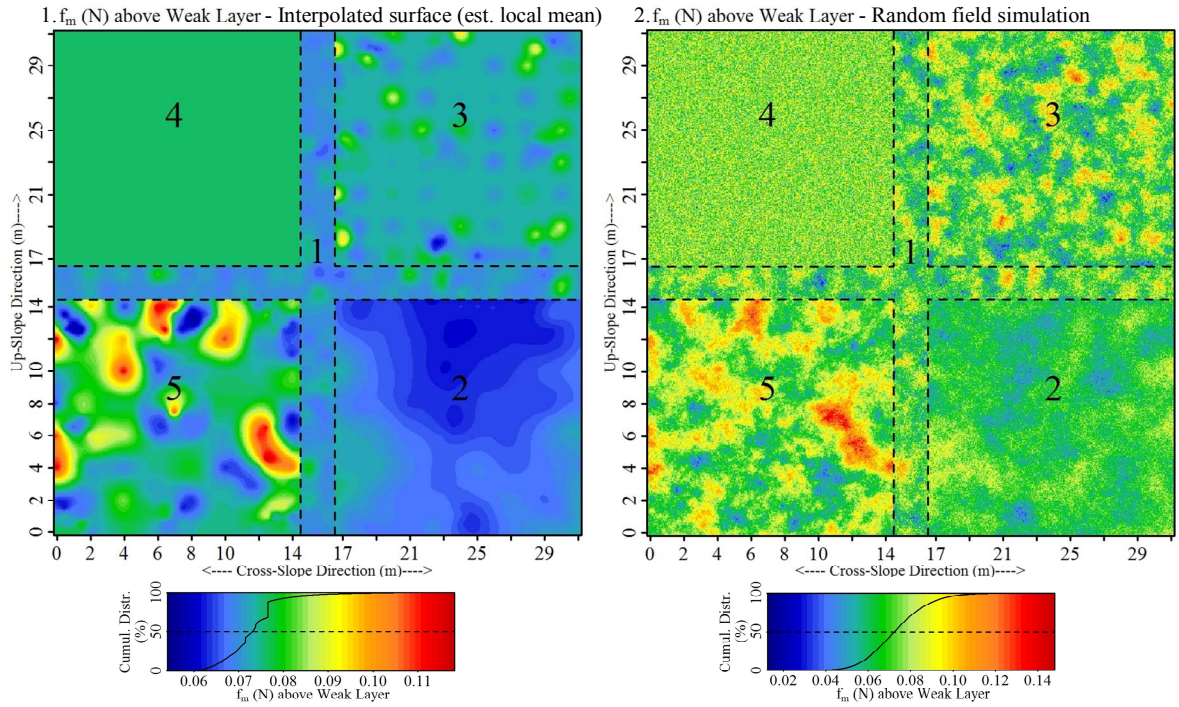 1. fm (N) above Weak Layer - Interpolated surface (est. local mean)
2. fm (N) above Weak Layer - Random field simulation
Up-Slope Direction (m)---->
29
25
21
17
14
10
8
6
4
2
0
4
3
1
5
2
0 2 4 6 8 10 14 17 21 25 29
<---- Cross-Slope Direction (m)---->
Up-Slope Direction (m)---->
29
25
21
17
14
10
8
6
4
2
0
4
3
1
5
2
0 2 4 6 8 10 14 17 21 25 29
<---- Cross-Slope Direction (m)---->
Cumul. Distr.
(%)
0 50 100
0.06 0.07 0.08 0.09 0.10 0.11
fm (N) above Weak Layer
Cumul. Distr.
(%)
0 50 100
0.02 0.04 0.06 0.08 0.10 0.12 0.14
fm (N) above Weak Layer